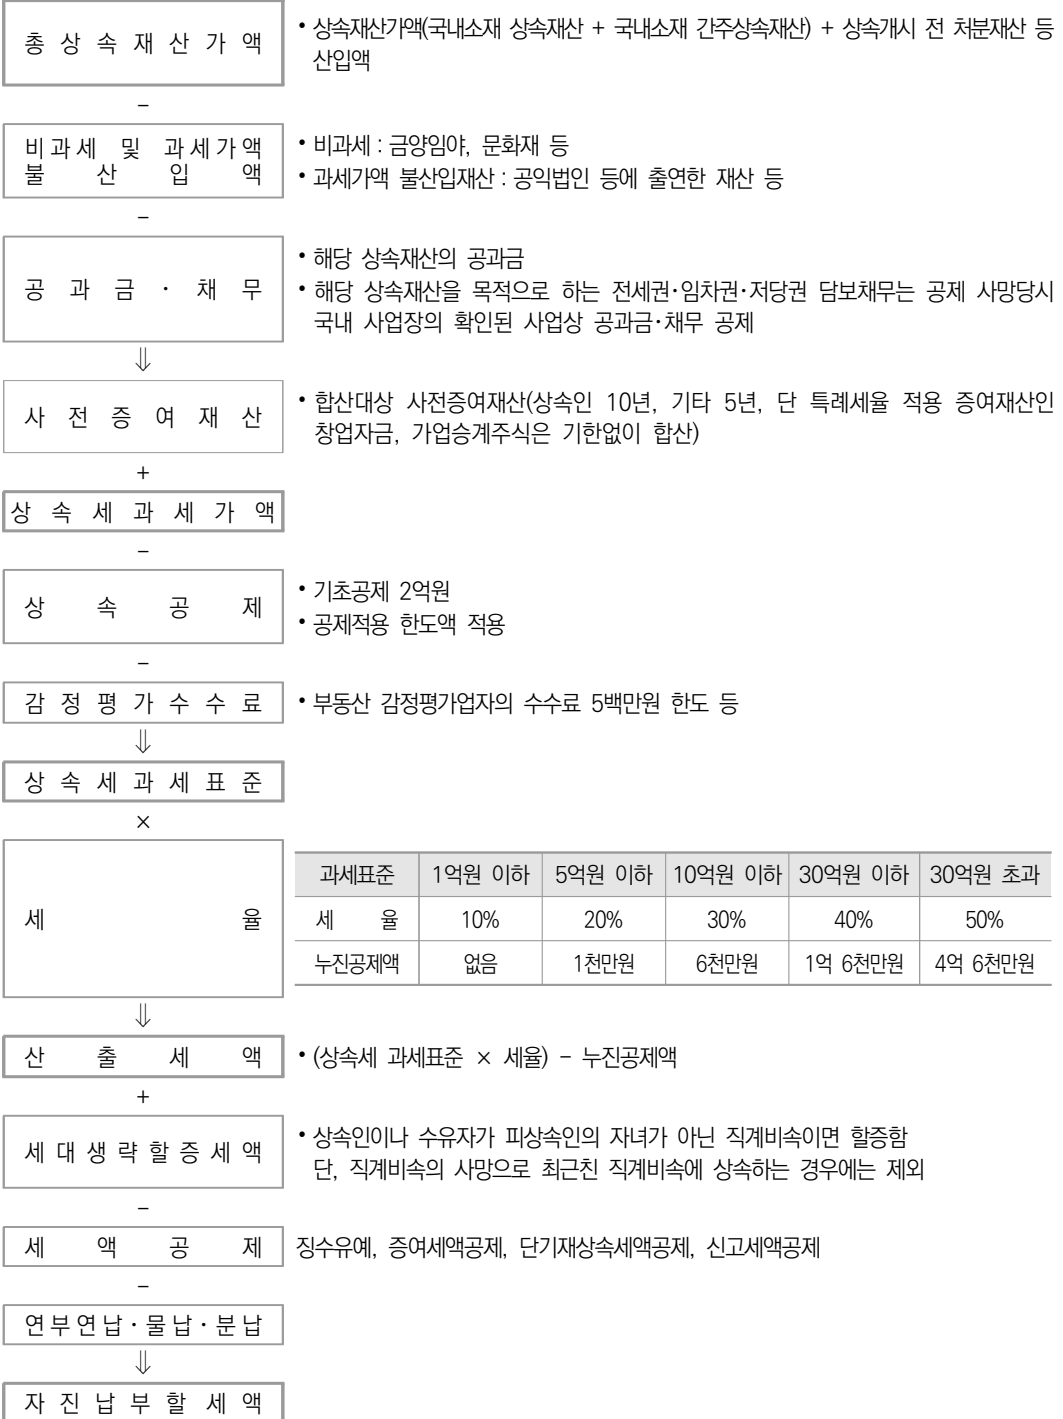 총 상 속 재 산 가 액
• 상속재산가액(국내소재 상속재산 + 국내소재 간주상속재산) + 상속개시 전 처분재산 등
산입액
-
비과세 및 과세가액
불 산 입 액
• 비과세 : 금양임야, 문화재 등
• 과세가액 불산입재산 : 공익법인 등에 출연한 재산 등
-
공 과 금 · 채 무
• 해당 상속재산의 공과금
• 해당 상속재산을 목적으로 하는 전세권·임차권·저당권 담보채무는 공제 사망당시
국내 사업장의 확인된 사업상 공과금·채무 공제
⇓
사 전 증 여 재 산
• 합산대상 사전증여재산(상속인 10년, 기타 5년, 단 특례세율 적용 증여재산인
창업자금, 가업승계주식은 기한없이 합산)
+
상 속 세 과 세 가 액
-
상 속 공 제
• 기초공제 2억원
• 공제적용 한도액 적용
-
감 정 평 가 수 수 료
• 부동산 감정평가업자의 수수료 5백만원 한도 등
⇓
상 속 세 과 세 표 준
×
세 율
과세표준 1억원 이하 5억원 이하 10억원 이하 30억원 이하 30억원 초과
세 율 10% 20% 30% 40% 50%
누진공제액 없음 1천만원 6천만원 1억 6천만원 4억 6천만원
⇓
산 출 세 액
• (상속세 과세표준 × 세율) - 누진공제액
+
세 대 생 략 할 증 세 액
• 상속인이나 수유자가 피상속인의 자녀가 아닌 직계비속이면 할증함
단, 직계비속의 사망으로 최근친 직계비속에 상속하는 경우에는 제외
-
세 액 공 제
징수유예, 증여세액공제, 단기재상속세액공제, 신고세액공제
-
연부연납 · 물납 · 분납
⇓
자 진 납 부 할 세 액